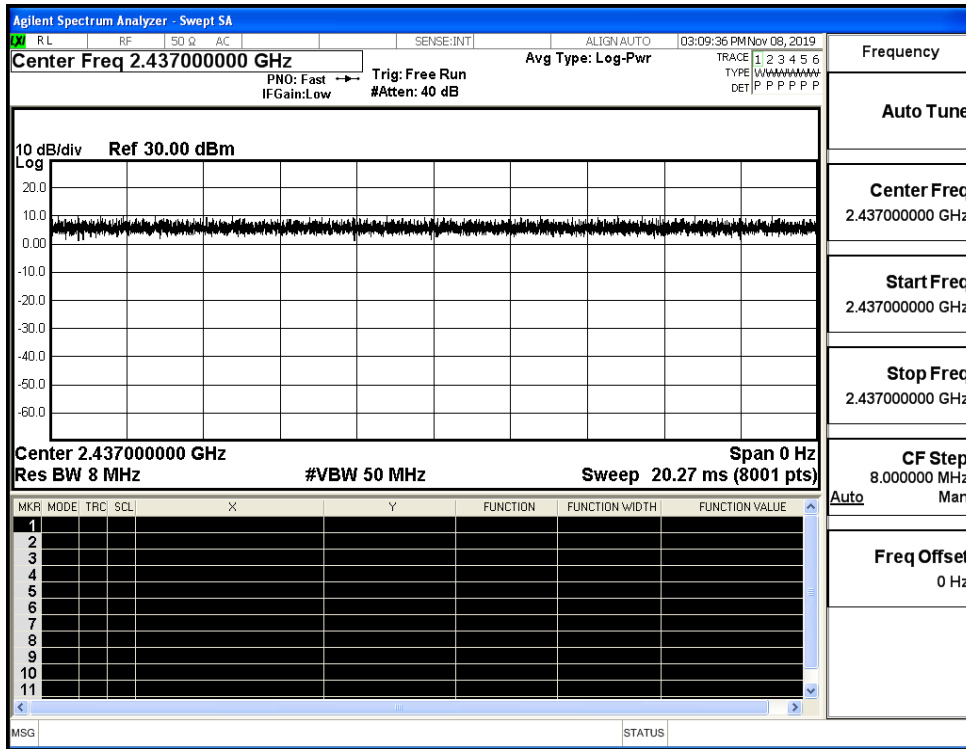 Agilent Spectrum Analyzer - Swept SA
LXI RL RF 50 Ω AC SENSE:INT ALIGN AUTO 03:09:36 PM Nov 08, 2019
Center Freq 2.437000000 GHz
PNO: Fast
IFGain:Low
Trig: Free Run
#Atten: 40 dB
Avg Type: Log-Pwr
TRACE 1 2 3 4 5 6
TYPE
DET P P P P P P
10 dB/div Ref 30.00 dBm
Log
20.0
10.0
0.00
-10.0
-20.0
-30.0
-40.0
-50.0
-60.0
Center 2.437000000 GHz Span 0 Hz
Res BW 8 MHz #VBW 50 MHz Sweep 20.27 ms (8001 pts)
MKR MODE TRC SCL X Y FUNCTION FUNCTION WIDTH FUNCTION VALUE
1
2
3
4
5
6
7
8
9
10
11
MSG STATUS
Frequency
Auto Tune
Center Freq
2.437000000 GHz
Start Freq
2.437000000 GHz
Stop Freq
2.437000000 GHz
CF Step
8.000000 MHz
Auto Man
Freq Offset
0 Hz